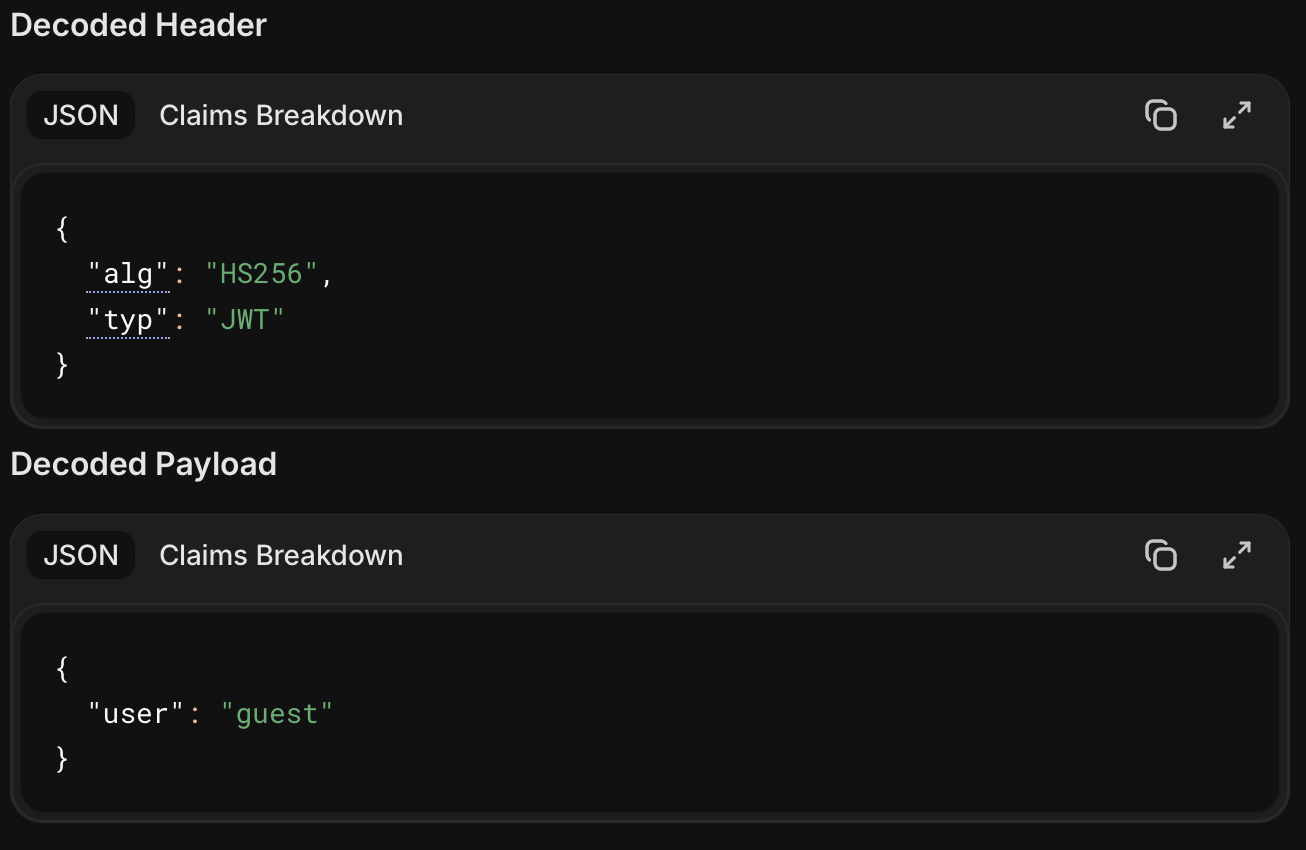 Decoded Header
JSON Claims Breakdown
{
"alg": "HS256",
"typ": "JWT"
}
Decoded Payload
JSON Claims Breakdown
{
"user": "guest"
}